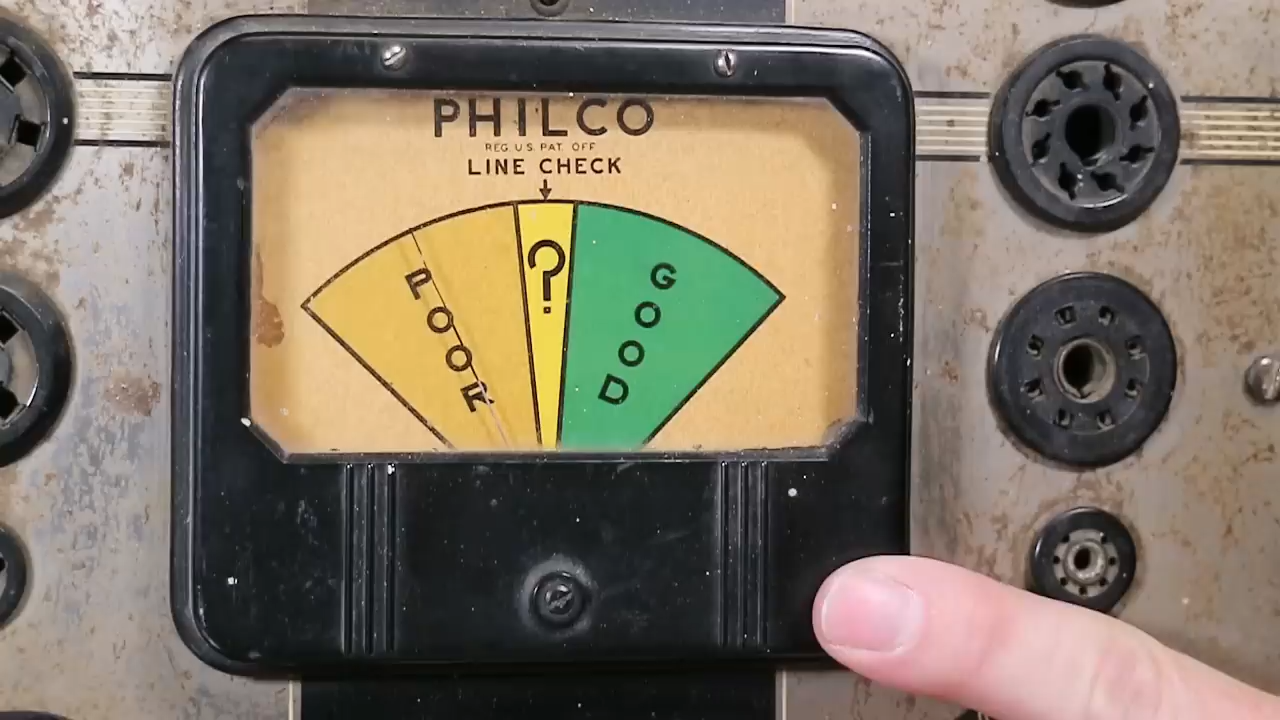 PHILCO
REG U.S. PAT. OFF
LINE CHECK
POOR
?
GOOD